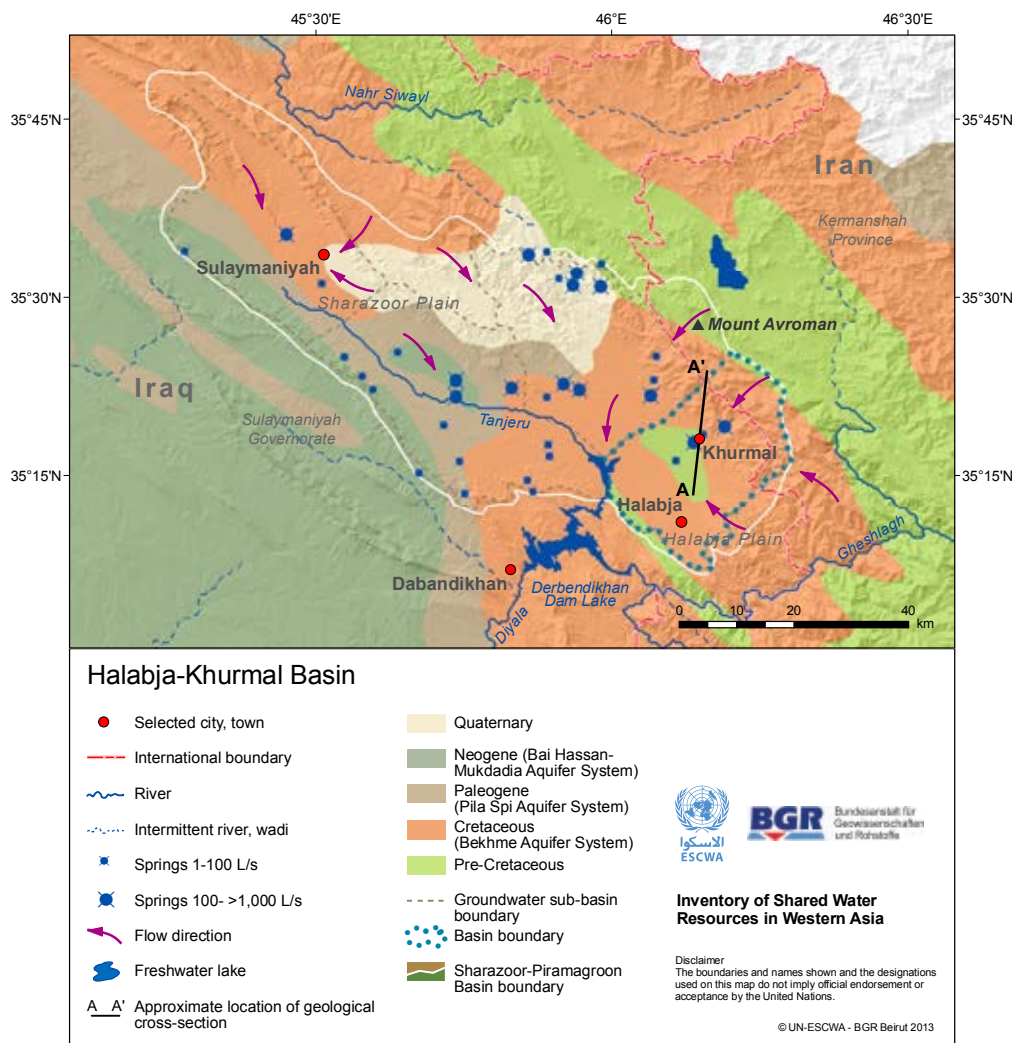 45°30'E
46°E
46°30'E
35°45'N
35°45'N
Nahr Siwayl
Iran
Kermanshah
Province
Sulaymaniyah
Sharazoor Plain
35°30'N
35°30'N
Mount Avroman
Iraq
A'
Sulaymaniyah
Governorate
Tanjeru
Khurmal
35°15'N
35°15'N
A
Halabja
Halabja Plain
Gheshlagh
Dabandikhan
Derbendikhan
Dam Lake
Diyala
0 10 20 40
km
Halabja-Khurmal Basin
Selected city, town
International boundary
River
Intermittent river, wadi
Springs 1-100 L/s
Springs 100- >1,000 L/s
Flow direction
Freshwater lake
A A' Approximate location of geological
cross-section
Quaternary
Neogene (Bai Hassan-
Mukdadia Aquifer System)
Paleogene
(Pila Spi Aquifer System)
Cretaceous
(Bekhme Aquifer System)
Pre-Cretaceous
Groundwater sub-basin
boundary
Basin boundary
Sharazoor-Piramagroon
Basin boundary
الاسكوا
ESCWA
BGR
Bundesanstalt für
Geowissenschaften
und Rohstoffe
Inventory of Shared Water
Resources in Western Asia
Disclaimer
The boundaries and names shown and the designations
used on this map do not imply official endorsement or
acceptance by the United Nations.
© UN-ESCWA - BGR Beirut 2013